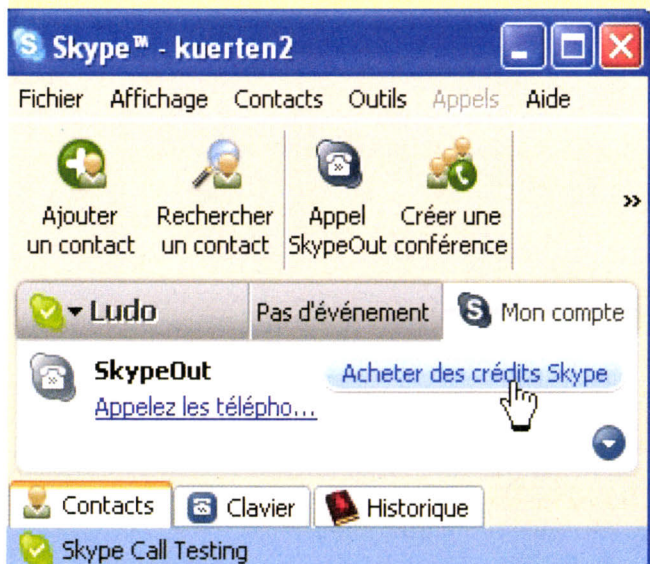 Skype™ - kuerten2
Fichier Affichage Contacts Outils Appels Aide
Ajouter un contact
Rechercher un contact
Appel SkypeOut
Créer une conférence
»
Ludo Pas d'événement Mon compte
SkypeOut Acheter des crédits Skype
Appelez les télépho...
Contacts Clavier Historique
Skype Call Testing